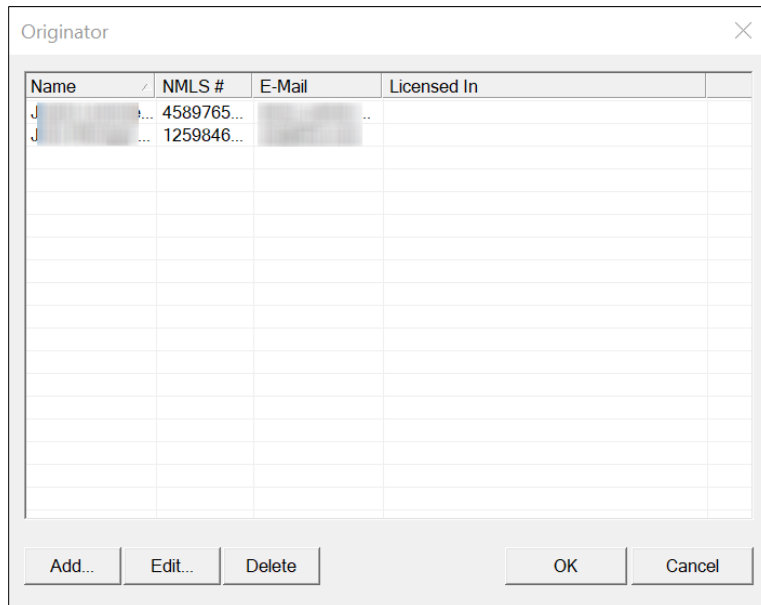 Originator
Name NMLS # E-Mail Licensed In
J ... 4589765... ..
J ... 1259846...
Add... Edit... Delete OK Cancel